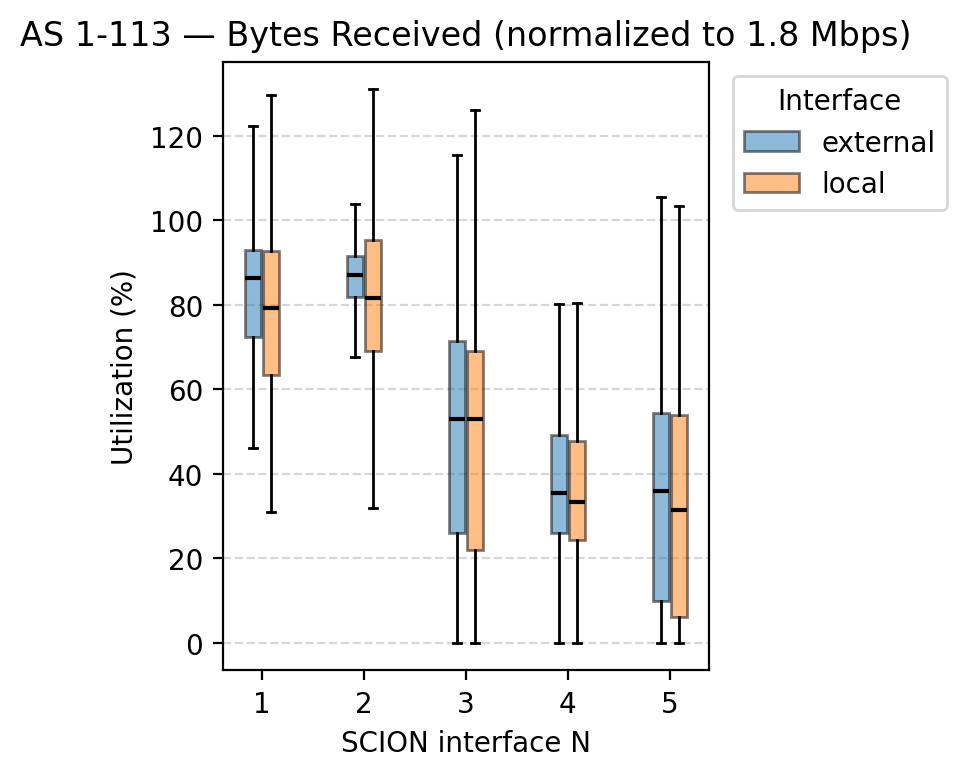 AS 1-113 — Bytes Received (normalized to 1.8 Mbps)
Interface
external
local
Utilization (%)
120
100
80
60
40
20
0
1 2 3 4 5
SCION interface N